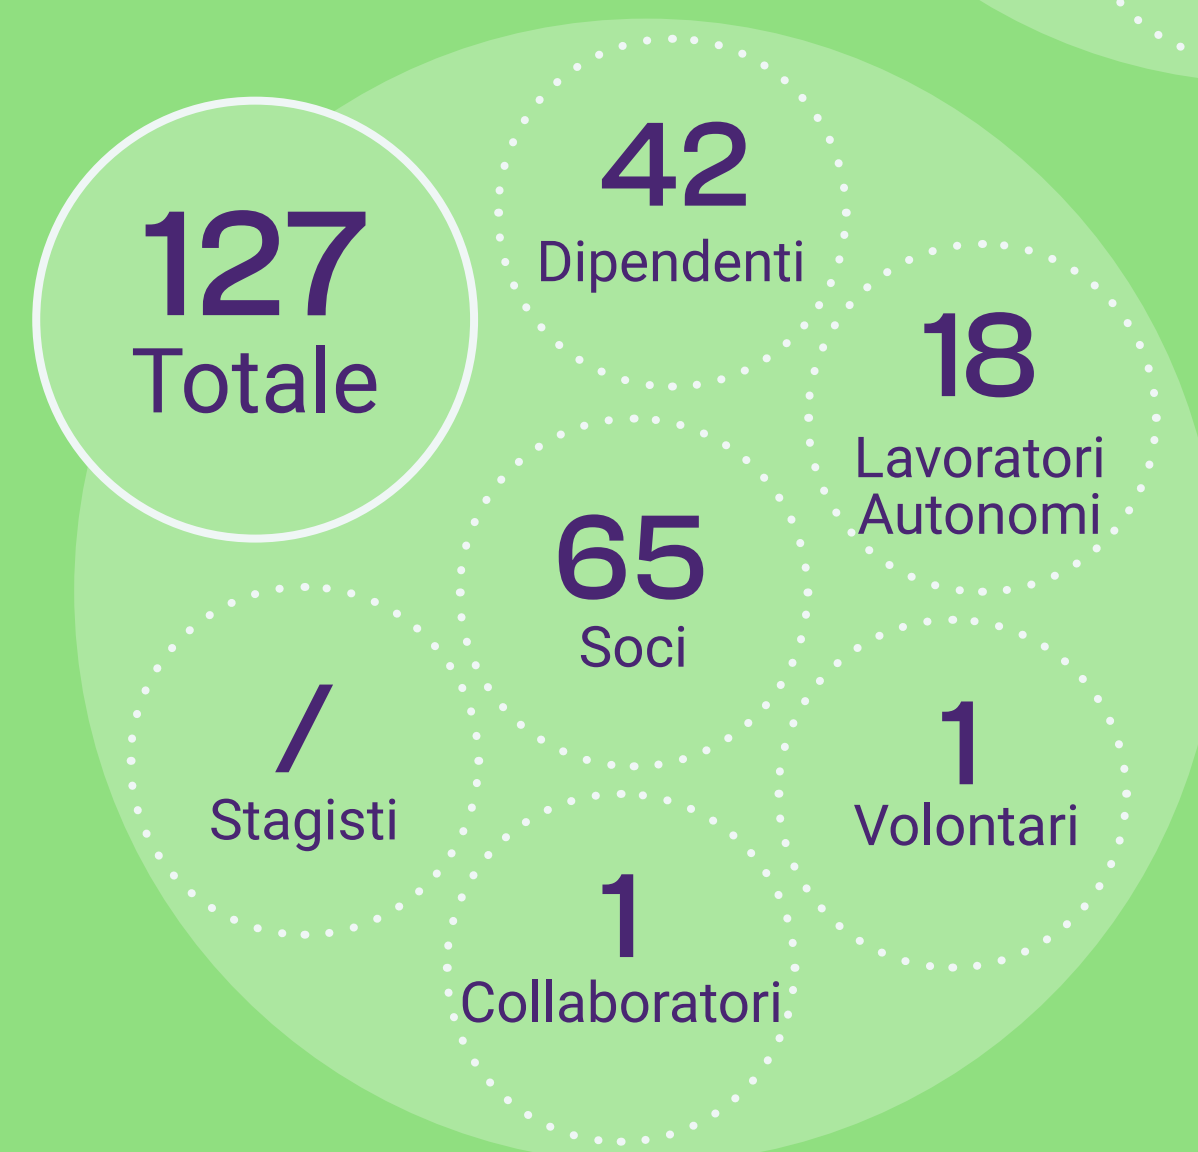 127
Totale
42
Dipendenti
18
Lavoratori
Autonomi
65
Soci
/
Stagisti
1
Volontari
1
Collaboratori